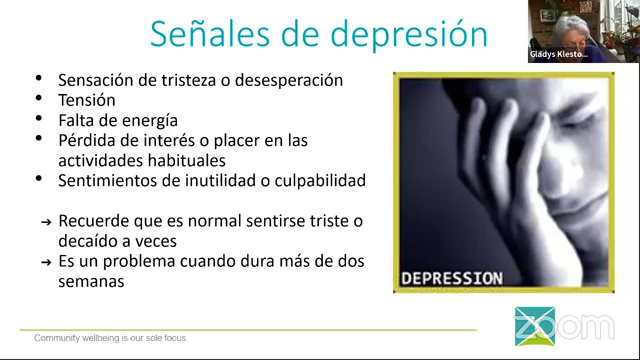 Señales de depresión
Gladys Klesto...
• Sensación de tristeza o desesperación
• Tensión
• Falta de energía
• Pérdida de interés o placer en las
actividades habituales
• Sentimientos de inutilidad o culpabilidad
➔ Recuerde que es normal sentirse triste o
decaído a veces
➔ Es un problema cuando dura más de dos
semanas
DEPRESSION
Community wellbeing is our sole focus.
zoom